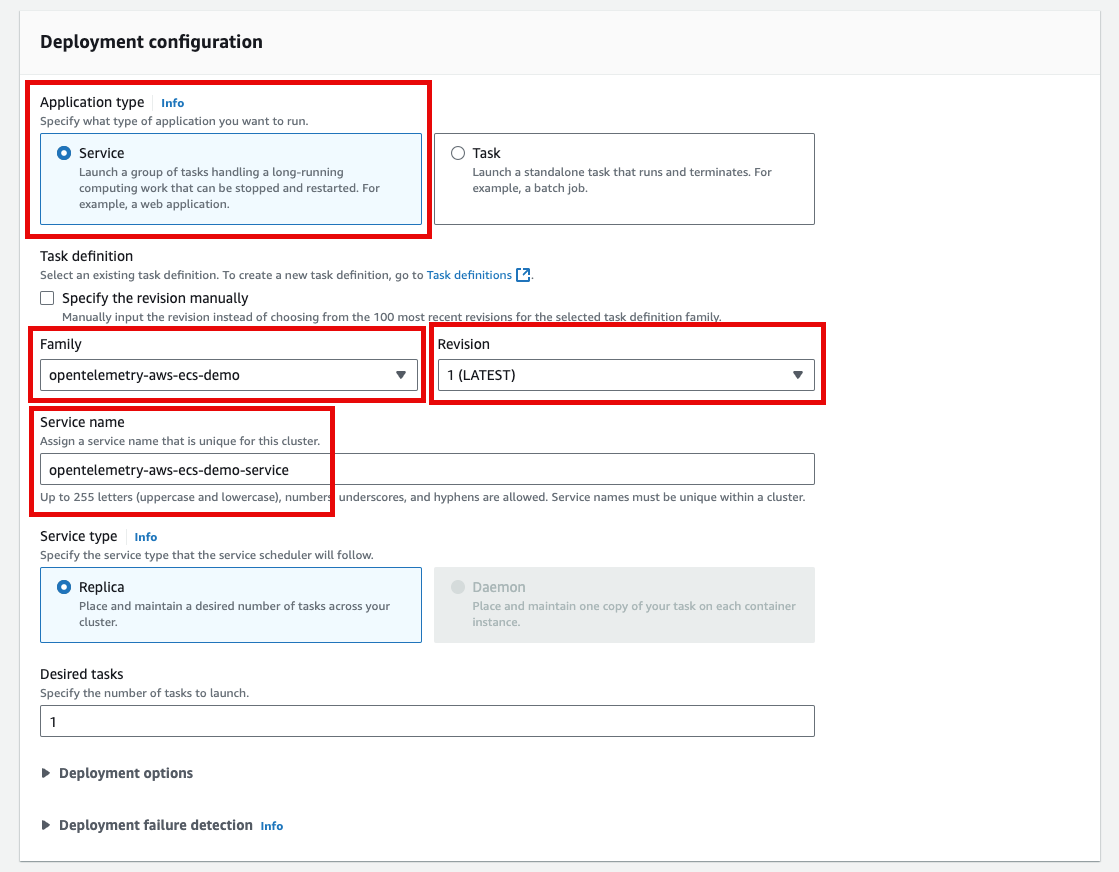 Deployment configuration
Application type Info
Specify what type of application you want to run.
Service
Launch a group of tasks handling a long-running
computing work that can be stopped and restarted. For
example, a web application.
Task
Launch a standalone task that runs and terminates. For
example, a batch job.
Task definition
Select an existing task definition. To create a new task definition, go to Task definitions.
Specify the revision manually
Manually input the revision instead of choosing from the 100 most recent revisions for the selected task definition family.
Family
opentelemetry-aws-ecs-demo
Revision
1 (LATEST)
Service name
Assign a service name that is unique for this cluster.
opentelemetry-aws-ecs-demo-service
Up to 255 letters (uppercase and lowercase), numbers, underscores, and hyphens are allowed. Service names must be unique within a cluster.
Service type Info
Specify the service type that the service scheduler will follow.
Replica
Place and maintain a desired number of tasks across your
cluster.
Daemon
Place and maintain one copy of your task on each container
instance.
Desired tasks
Specify the number of tasks to launch.
1
Deployment options
Deployment failure detection Info